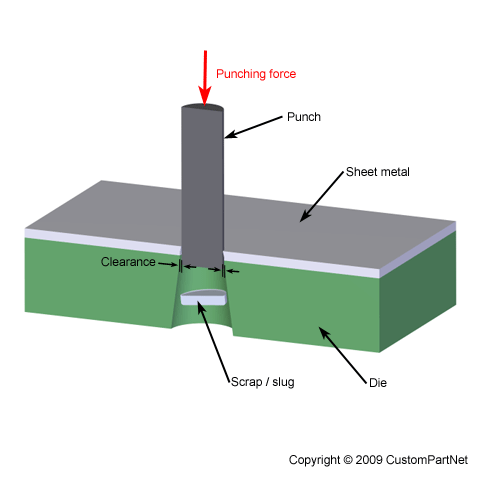 Punching force
Punch
Sheet metal
Clearance
Scrap / slug
Die
Copyright © 2009 CustomPartNet